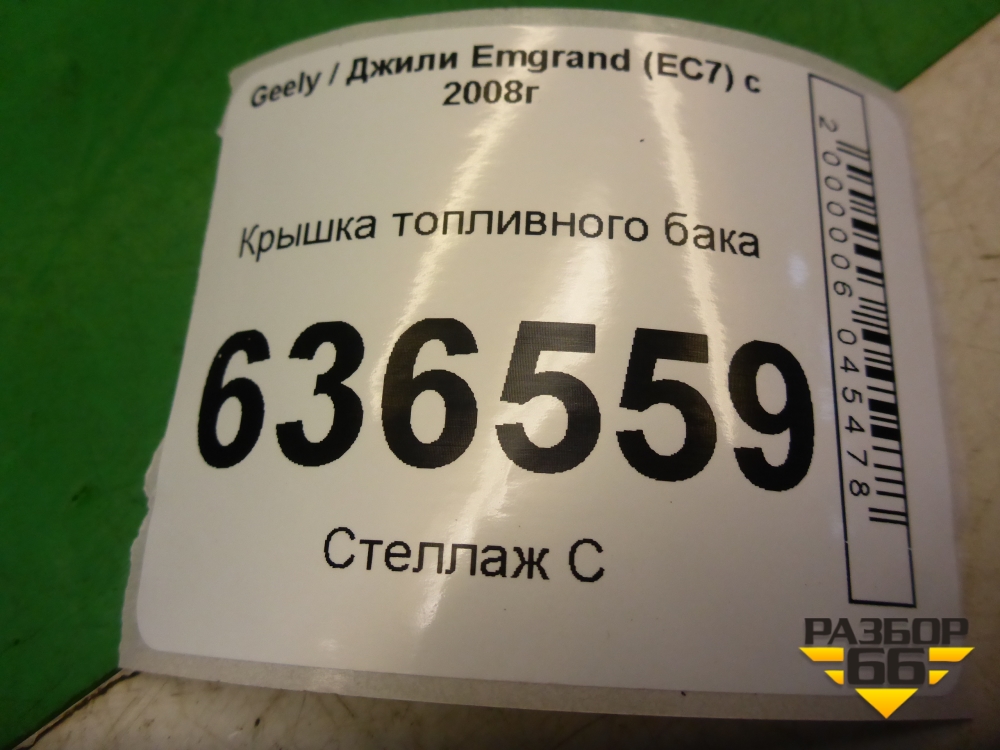 Geely / Джили Emgrand (EC7) с
2008г
Крышка топливного бака
636559
Стеллаж С
2000006045478
РАЗБОР
66